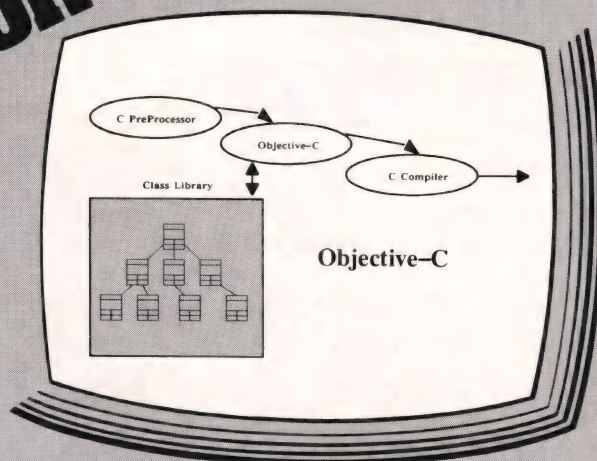 C PreProcessor
Objective-C
C Compiler
Class Library
Objective–C